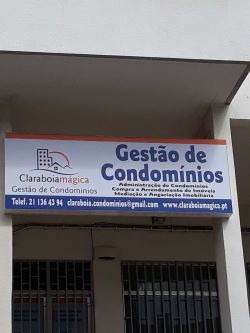 Claraboiamágica
Gestão de Condomínios
Gestão de
Condomínios
Administração de Condomínios
Compra e Arrendamento de Imóveis
Mediação e Angariação Imobiliária
Telef. 21 136 43 94 claraboia.condominios@gmail.com www.claraboiamagica.pt